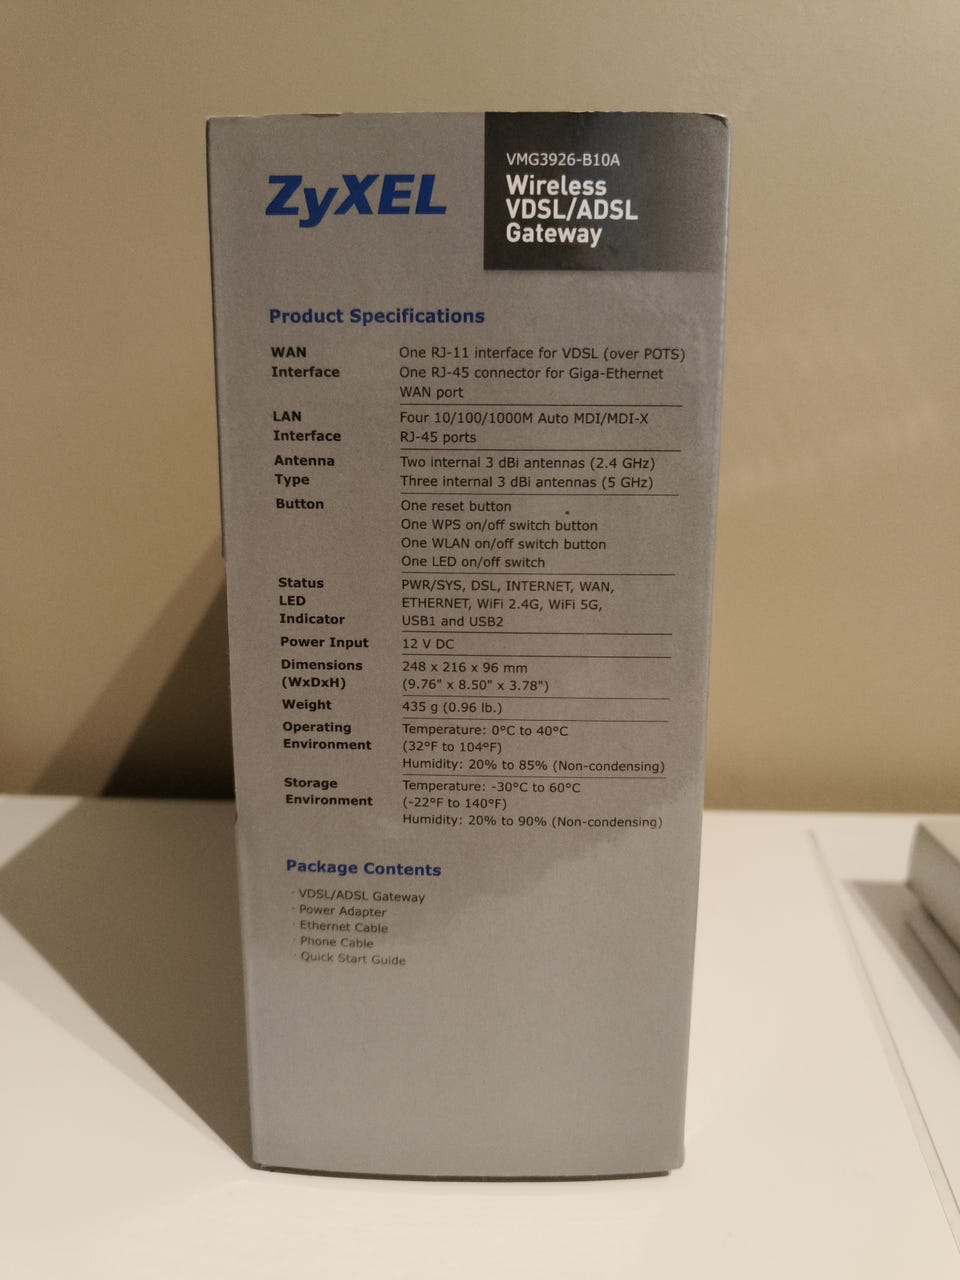 ZyXEL
VMG3926-B10A
Wireless
VDSL/ADSL
Gateway
Product Specifications
WAN Interface
One RJ-11 interface for VDSL (over POTS)
One RJ-45 connector for Giga-Ethernet
WAN port
LAN Interface
Four 10/100/1000M Auto MDI/MDI-X
RJ-45 ports
Antenna Type
Two internal 3 dBi antennas (2.4 GHz)
Three internal 3 dBi antennas (5 GHz)
Button
One reset button
One WPS on/off switch button
One WLAN on/off switch button
One LED on/off switch
Status LED Indicator
PWR/SYS, DSL, INTERNET, WAN,
ETHERNET, WiFi 2.4G, WiFi 5G,
USB1 and USB2
Power Input
12 V DC
Dimensions (WxDxH)
248 x 216 x 96 mm
(9.76" x 8.50" x 3.78")
Weight
435 g (0.96 lb.)
Operating Environment
Temperature: 0°C to 40°C
(32°F to 104°F)
Humidity: 20% to 85% (Non-condensing)
Storage Environment
Temperature: -30°C to 60°C
(-22°F to 140°F)
Humidity: 20% to 90% (Non-condensing)
Package Contents
· VDSL/ADSL Gateway
· Power Adapter
· Ethernet Cable
· Phone Cable
· Quick Start Guide